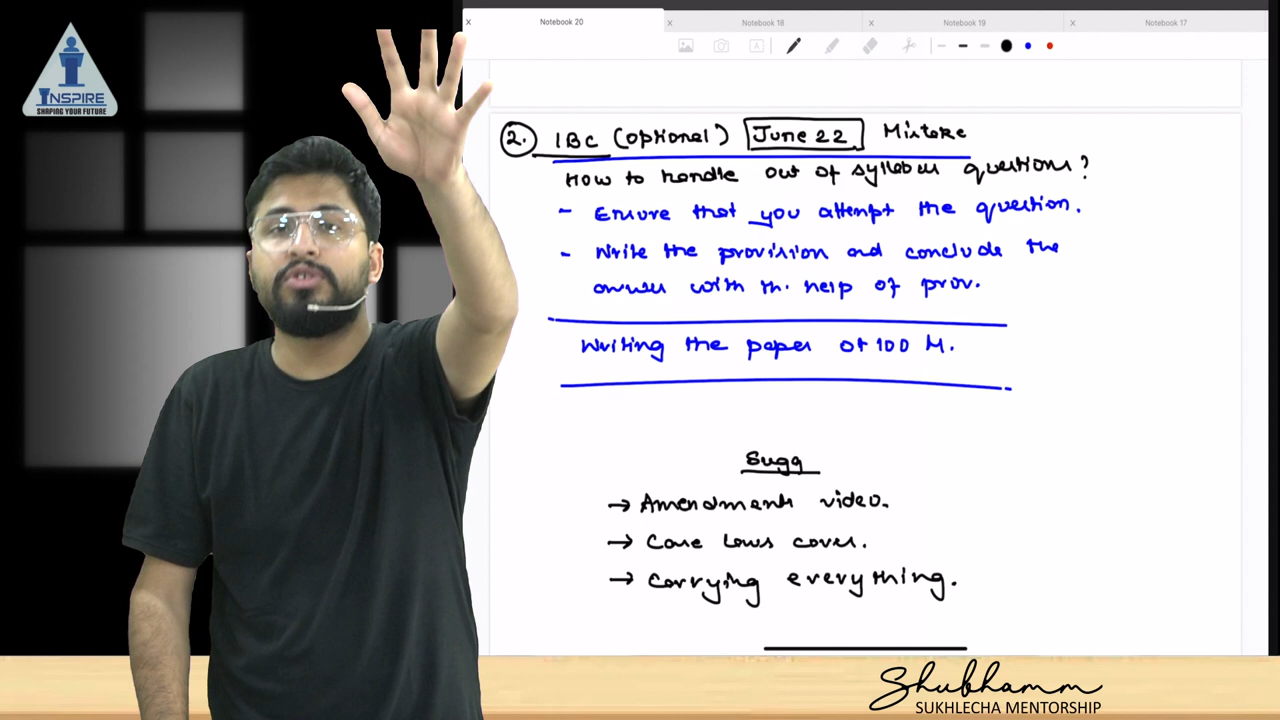 Notebook 20
Notebook 18
Notebook 19
Notebook 17
INSPIRE
SHAPING YOUR FUTURE
2. IBC (optional) June 22 Mistake
How to handle out of syllabus questions?
- Ensure that you attempt the question.
- Write the provision and conclude the
answer with th. help of prov.
Writing the paper of 100 M.
Sugg
→ Amendments video.
→ Case laws cover.
→ Carrying everything.
Shubhamm
SUKHLECHA MENTORSHIP